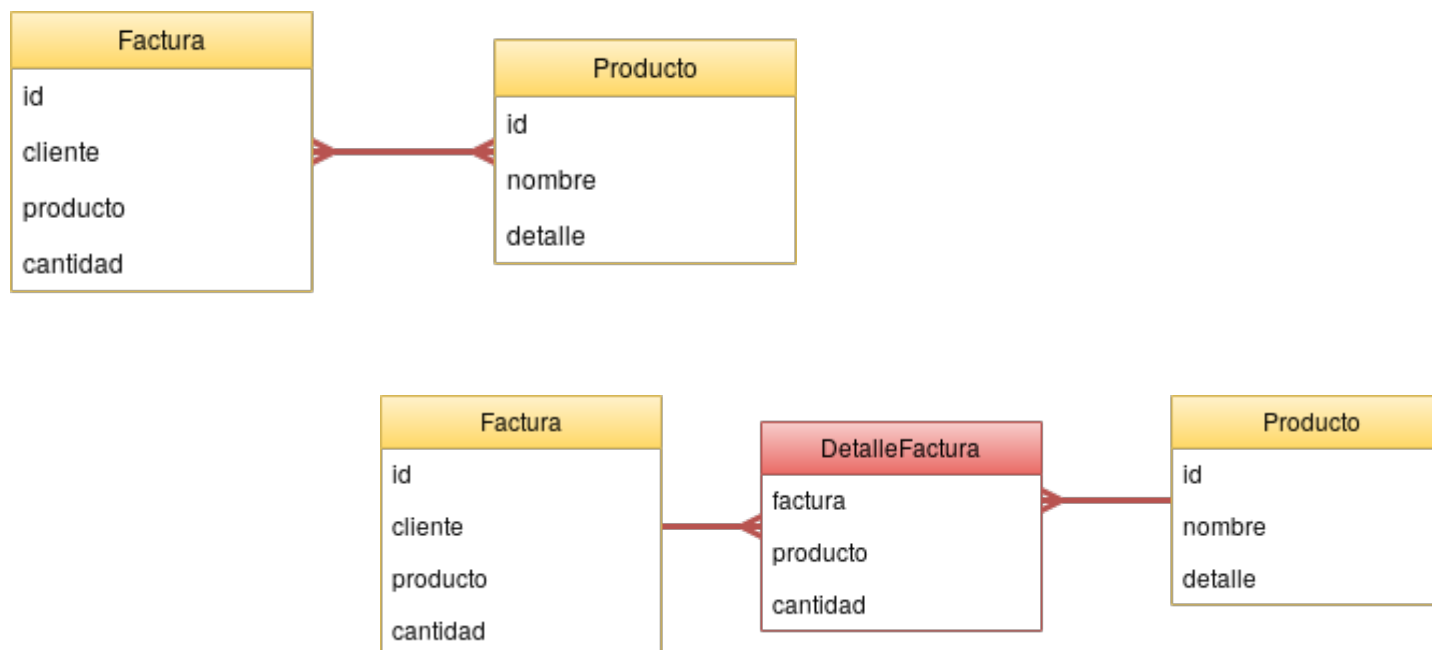 Factura
id
cliente
producto
cantidad
Producto
id
nombre
detalle
Factura
id
cliente
producto
cantidad
DetalleFactura
factura
producto
cantidad
Producto
id
nombre
detalle